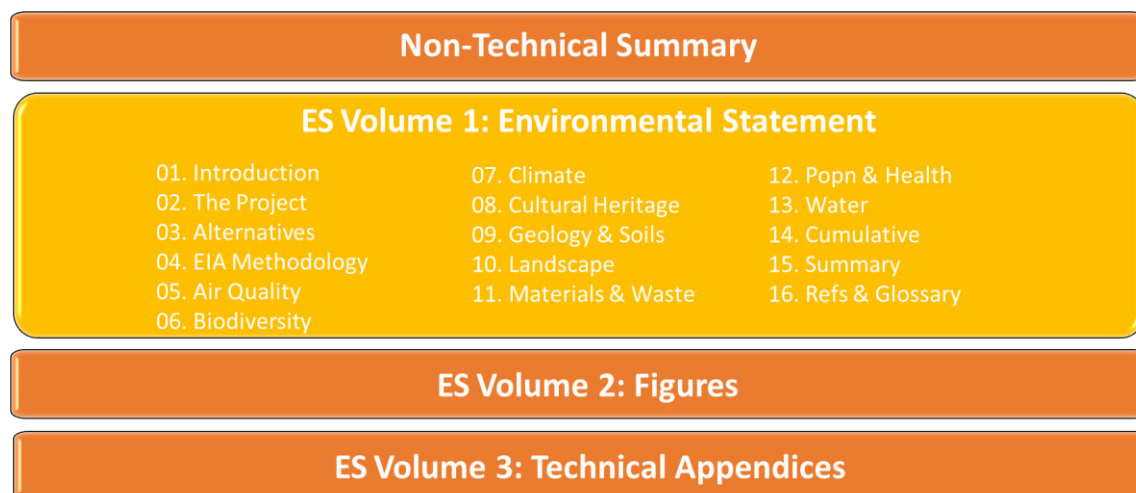 Non-Technical Summary
ES Volume 1: Environmental Statement
01. Introduction
02. The Project
03. Alternatives
04. EIA Methodology
05. Air Quality
06. Biodiversity
07. Climate
08. Cultural Heritage
09. Geology & Soils
10. Landscape
11. Materials & Waste
12. Popn & Health
13. Water
14. Cumulative
15. Summary
16. Refs & Glossary
ES Volume 2: Figures
ES Volume 3: Technical Appendices